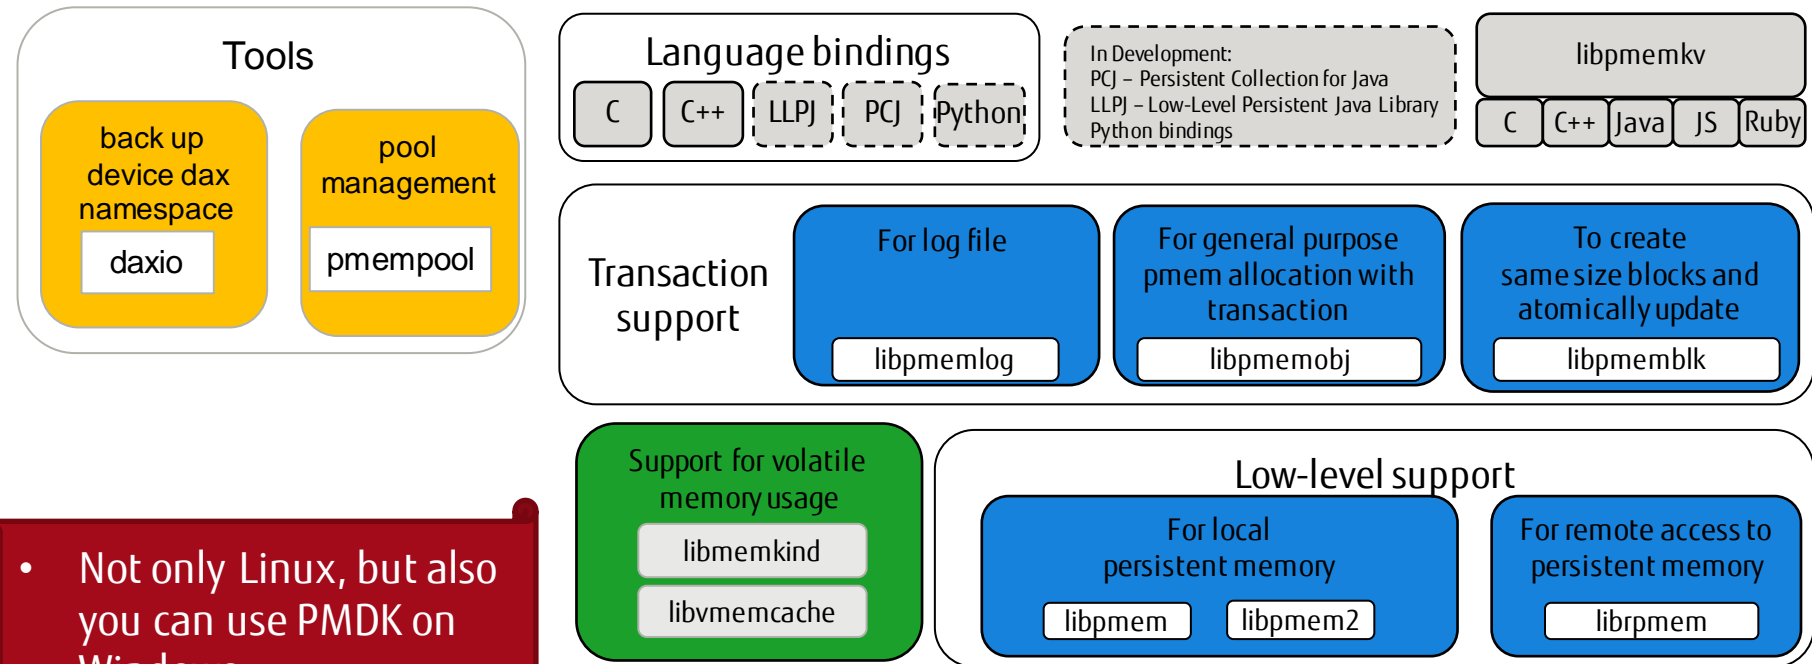 Tools
back up
device dax
namespace
daxio
pool
management
pmempool
Language bindings
C
C++
LLPJ
PCJ
Python
In Development:
PCJ – Persistent Collection for Java
LLPJ – Low-Level Persistent Java Library
Python bindings
libpmemkv
C
C++
Java
JS
Ruby
Transaction
support
For log file
libpmemlog
For general purpose
pmem allocation with
transaction
libpmemobj
To create
same size blocks and
atomically update
libpmemblk
Support for volatile
memory usage
libmemkind
libvmemcache
Low-level support
For local
persistent memory
libpmem
libpmem2
For remote access to
persistent memory
librpmem
• Not only Linux, but also
you can use PMDK on
Windows